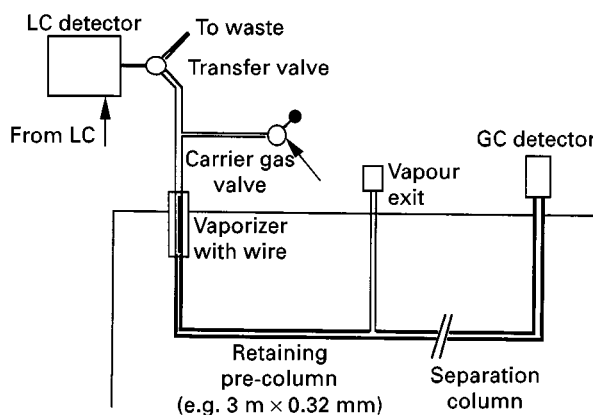 LC detector
To waste
Transfer valve
From LC
Carrier gas
valve
Vapour
exit
GC detector
Vaporizer
with wire
Retaining
pre-column
(e.g. 3 m × 0.32 mm)
Separation
column